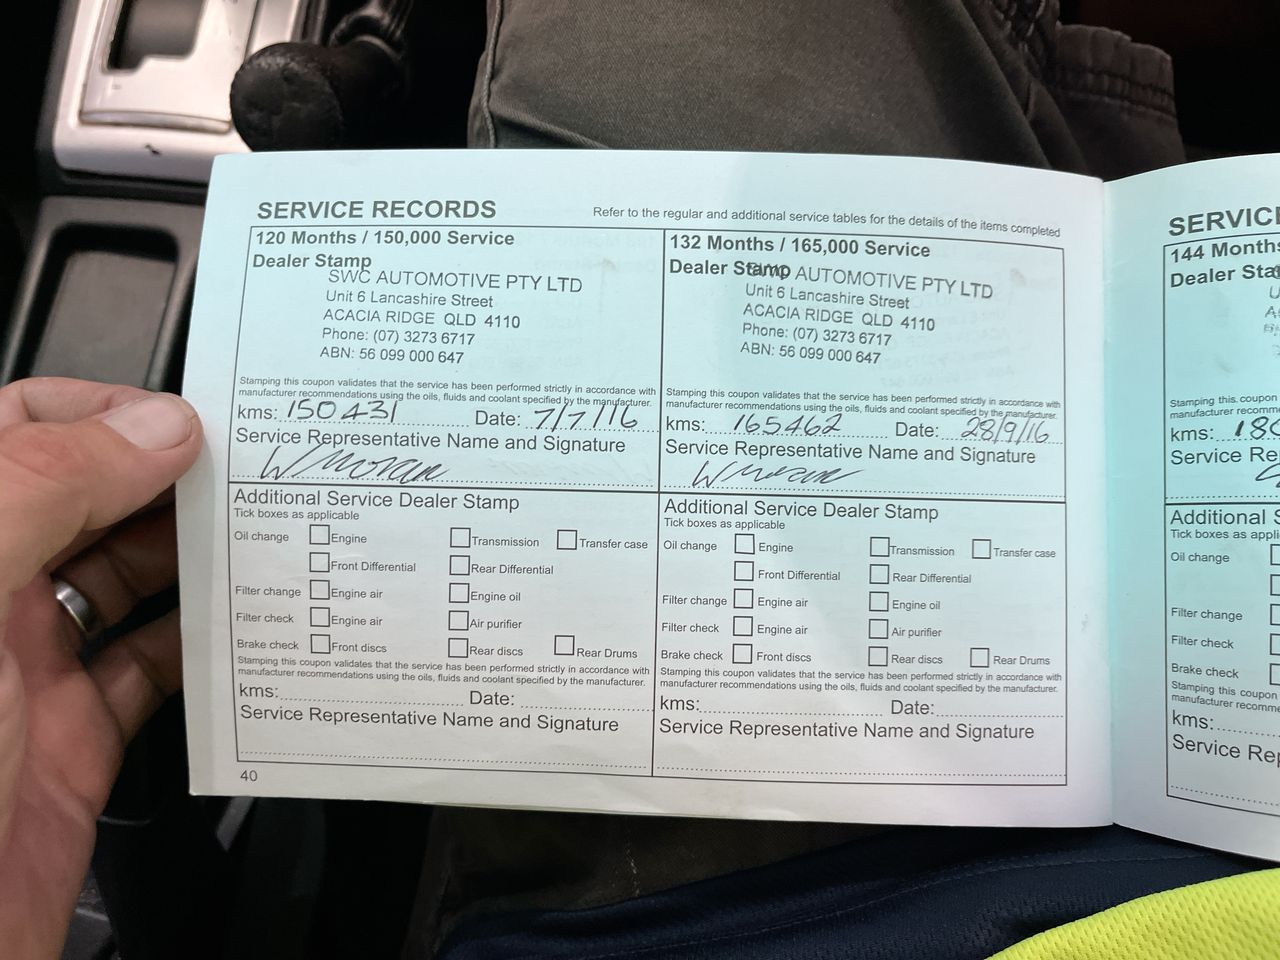 SERVICE RECORDS
Refer to the regular and additional service tables for the details of the items completed
120 Months / 150,000 Service
Dealer Stamp
SWC AUTOMOTIVE PTY LTD
Unit 6 Lancashire Street
ACACIA RIDGE QLD 4110
Phone: (07) 3273 6717
ABN: 56 099 000 647
Stamping this coupon validates that the service has been performed strictly in accordance with
manufacturer recommendations using the oils, fluids and coolant specified by the manufacturer.
kms: 150431 Date: 7/7/16
Service Representative Name and Signature
W Moran
Additional Service Dealer Stamp
Tick boxes as applicable
Oil change Engine Transmission Transfer case
Front Differential Rear Differential
Filter change Engine air Engine oil
Filter check Engine air Air purifier
Brake check Front discs Rear discs Rear Drums
Stamping this coupon validates that the service has been performed strictly in accordance with
manufacturer recommendations using the oils, fluids and coolant specified by the manufacturer.
kms: Date:
Service Representative Name and Signature
40
132 Months / 165,000 Service
Dealer Stamp
SWC AUTOMOTIVE PTY LTD
Unit 6 Lancashire Street
ACACIA RIDGE QLD 4110
Phone: (07) 3273 6717
ABN: 56 099 000 647
Stamping this coupon validates that the service has been performed strictly in accordance with
manufacturer recommendations using the oils, fluids and coolant specified by the manufacturer.
kms: 165462 Date: 28/9/16
Service Representative Name and Signature
W Moran
Additional Service Dealer Stamp
Tick boxes as applicable
Oil change Engine Transmission Transfer case
Front Differential Rear Differential
Filter change Engine air Engine oil
Filter check Engine air Air purifier
Brake check Front discs Rear discs Rear Drums
Stamping this coupon validates that the service has been performed strictly in accordance with
manufacturer recommendations using the oils, fluids and coolant specified by the manufacturer.
kms: Date:
Service Representative Name and Signature
SERVIC
144 Months
Dealer Sta
Stamping this coupon
manufacturer recomm
kms: 180
Service Re
Additional S
Tick boxes as appli
Oil change
Filter change
Filter check
Brake check
Stamping this coupon
manufacturer recomme
kms:
Service Rep